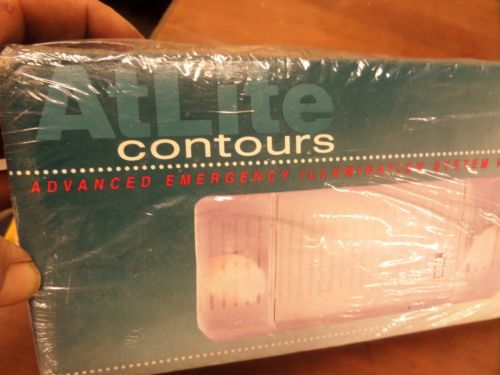 AtLite
contours
ADVANCED EMERGENCY ILLUMINATION SYSTEM